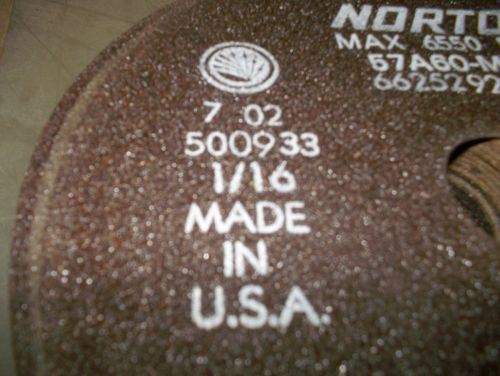 NORTO
MAX 6550
57A60-M
6625292
7 02
500933
1/16
MADE
IN
U.S.A.